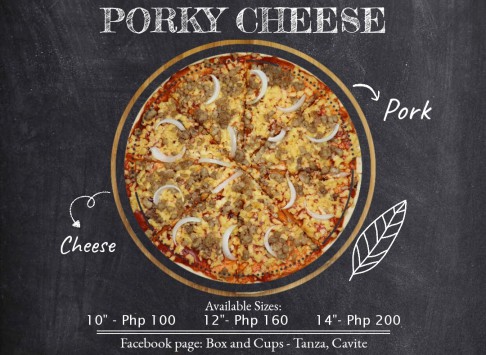 PORKY CHEESE
Pork
Cheese
Available Sizes:
10" - Php 100 12"- Php 160 14"- Php 200
Facebook page: Box and Cups - Tanza, Cavite